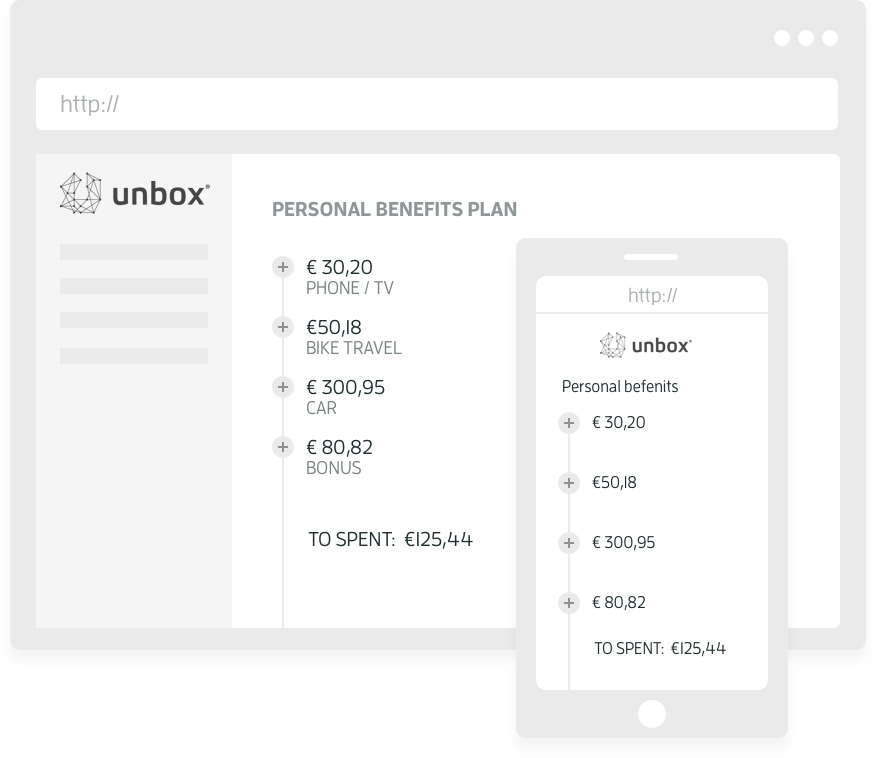 http://
unbox®
PERSONAL BENEFITS PLAN
€ 30,20
PHONE / TV
€50,18
BIKE TRAVEL
€ 300,95
CAR
€ 80,82
BONUS
TO SPENT: €125,44
http://
unbox®
Personal befenits
€ 30,20
€50,18
€ 300,95
€ 80,82
TO SPENT: €125,44